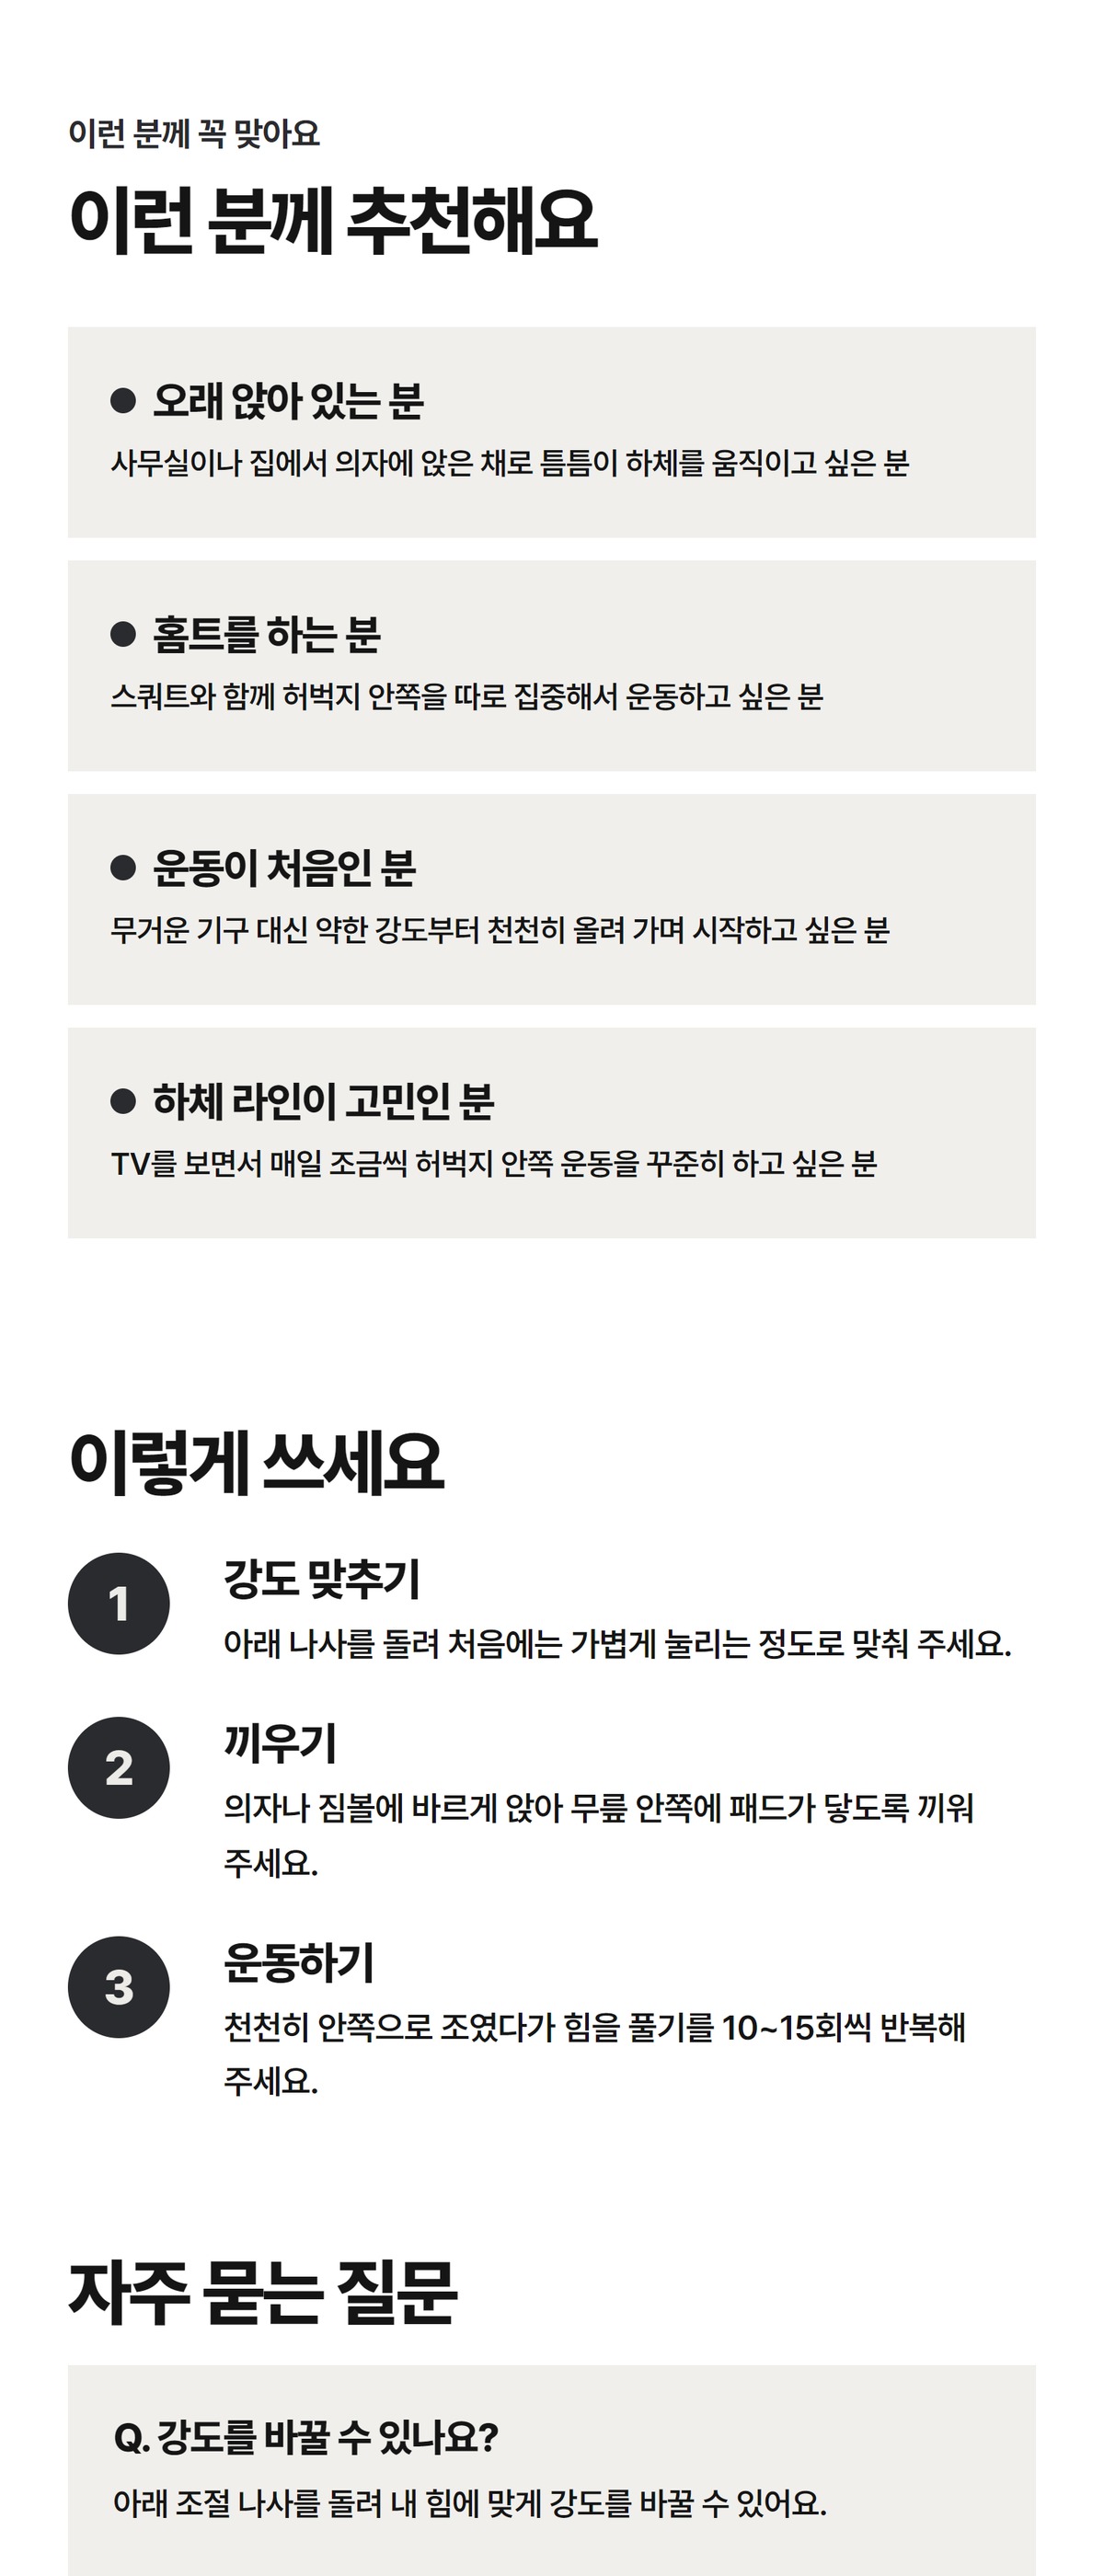 이런 분께 꼭 맞아요
이런 분께 추천해요
오래 앉아 있는 분
사무실이나 집에서 의자에 앉은 채로 틈틈이 하체를 움직이고 싶은 분
홈트를 하는 분
스쿼트와 함께 허벅지 안쪽을 따로 집중해서 운동하고 싶은 분
운동이 처음인 분
무거운 기구 대신 약한 강도부터 천천히 올려 가며 시작하고 싶은 분
하체 라인이 고민인 분
TV를 보면서 매일 조금씩 허벅지 안쪽 운동을 꾸준히 하고 싶은 분
이렇게 쓰세요
1
강도 맞추기
아래 나사를 돌려 처음에는 가볍게 눌리는 정도로 맞춰 주세요.
2
끼우기
의자나 짐볼에 바르게 앉아 무릎 안쪽에 패드가 닿도록 끼워
주세요.
3
운동하기
천천히 안쪽으로 조였다가 힘을 풀기를 10~15회씩 반복해
주세요.
자주 묻는 질문
Q. 강도를 바꿀 수 있나요?
아래 조절 나사를 돌려 내 힘에 맞게 강도를 바꿀 수 있어요.